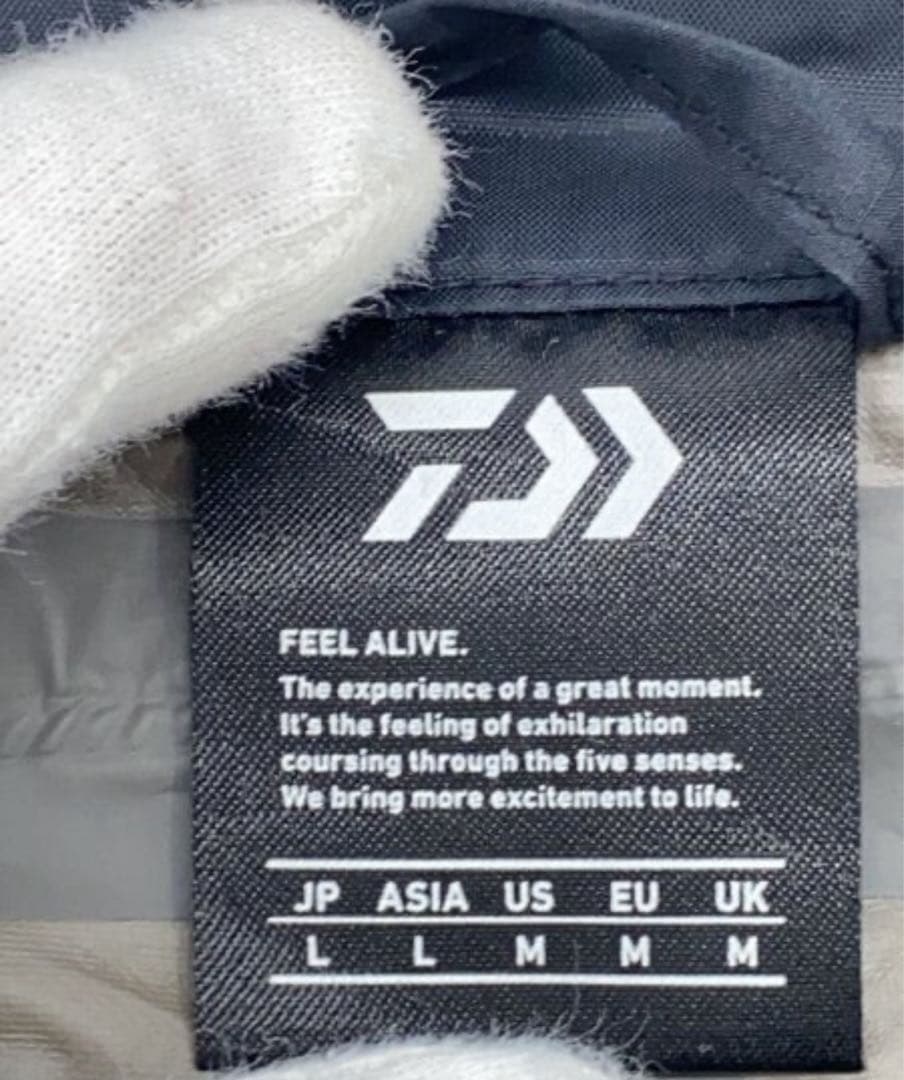 FEEL ALIVE.
The experience of a great moment.
It's the feeling of exhilaration
coursing through the five senses.
We bring more excitement to life.
JP ASIA US EU UK
L L M M M